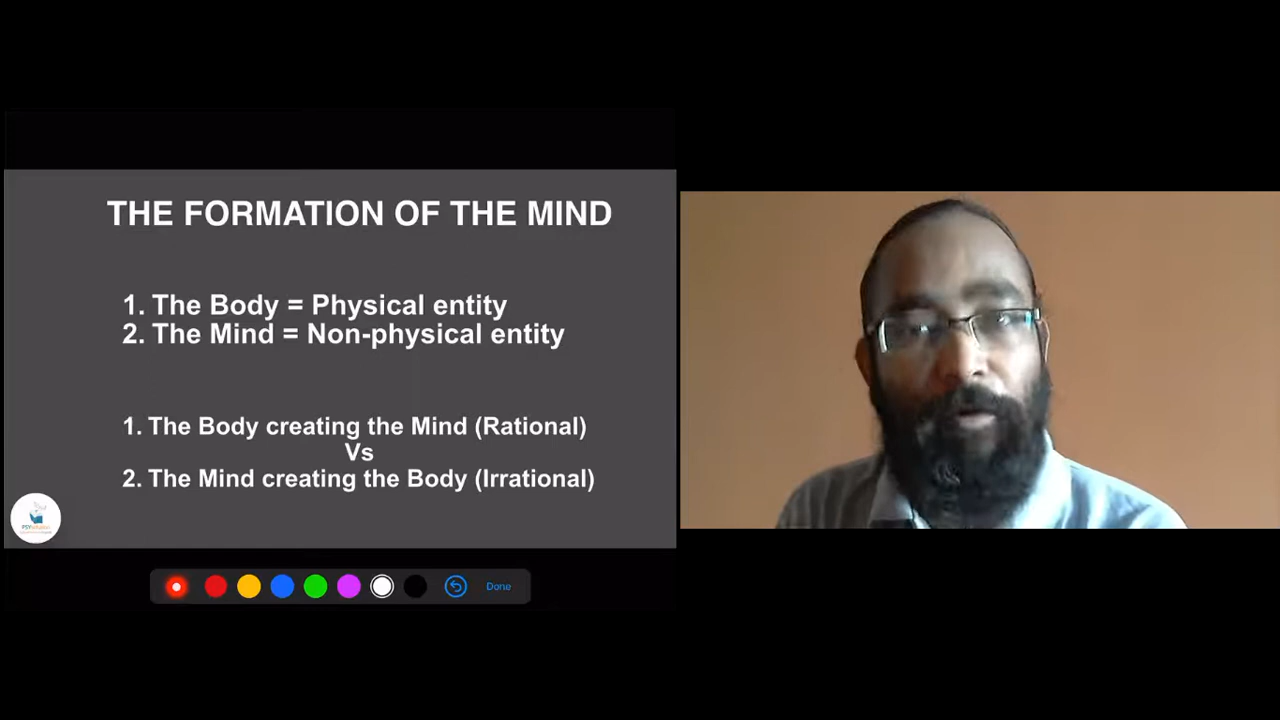 THE FORMATION OF THE MIND
1. The Body = Physical entity
2. The Mind = Non-physical entity
1. The Body creating the Mind (Rational)
Vs
2. The Mind creating the Body (Irrational)
Done